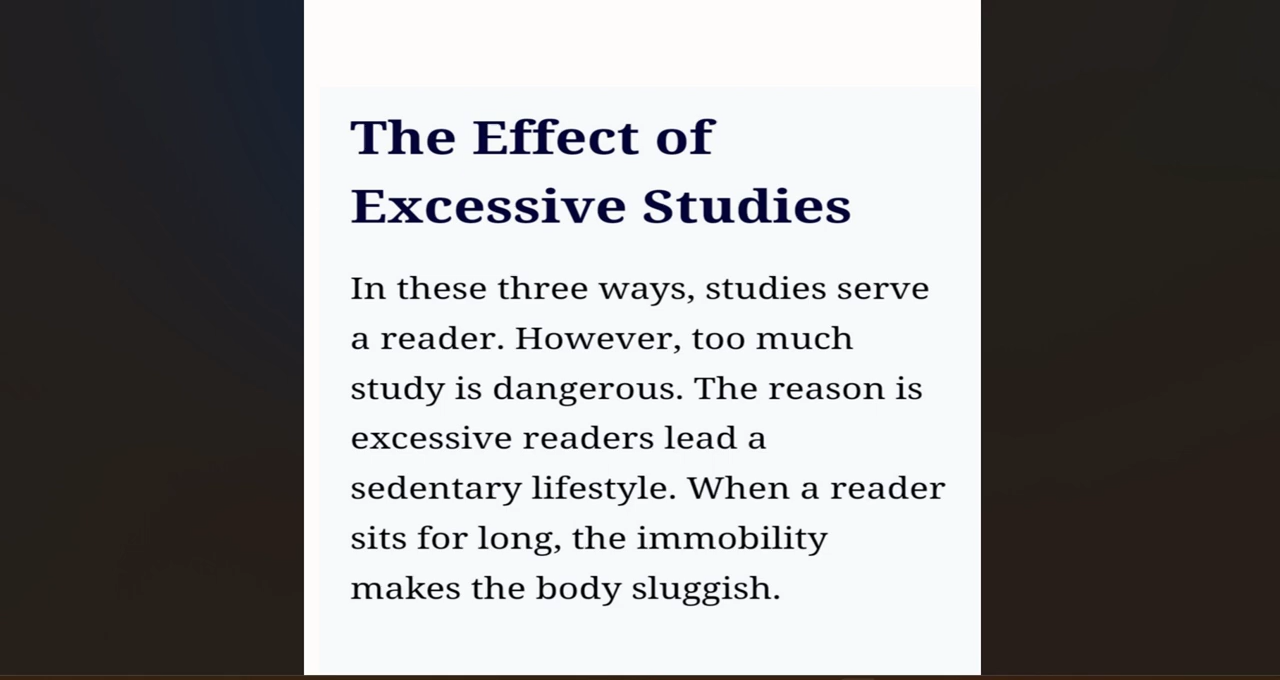 The Effect of
Excessive Studies
In these three ways, studies serve
a reader. However, too much
study is dangerous. The reason is
excessive readers lead a
sedentary lifestyle. When a reader
sits for long, the immobility
makes the body sluggish.